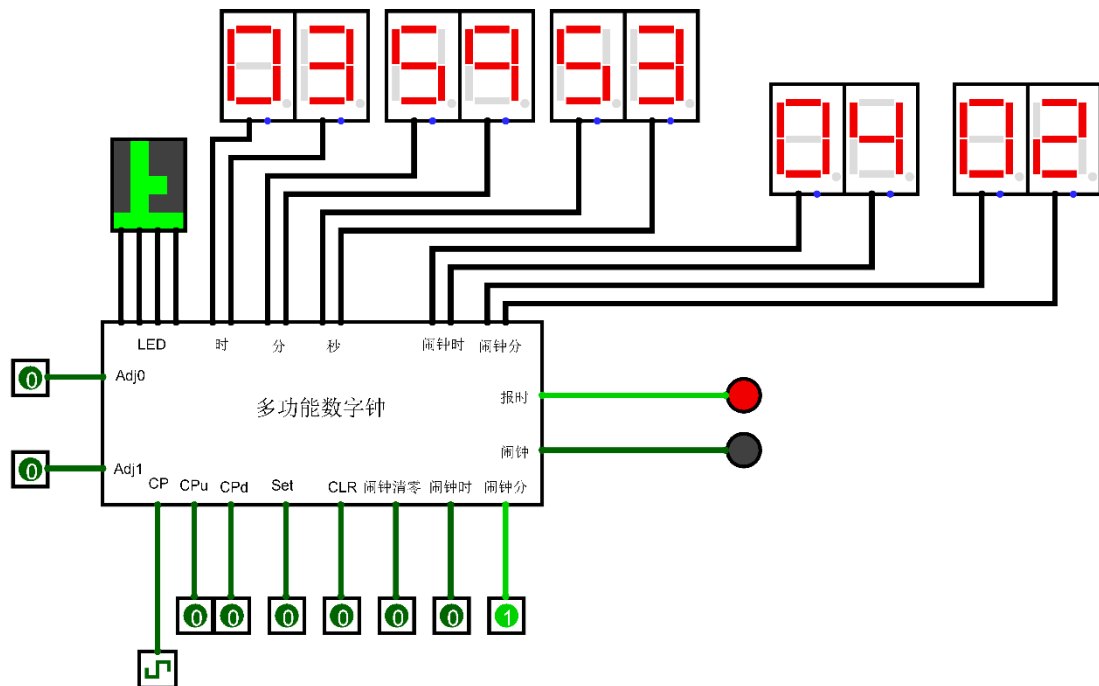 03 59 53
04 02
LED 时 分 秒 闹钟时 闹钟分
0 Adj0
报时
多功能数字钟
闹钟
0 Adj1
CP CPu CPd Set CLR 闹钟清零 闹钟时 闹钟分
0 0 0 0 0 0 1